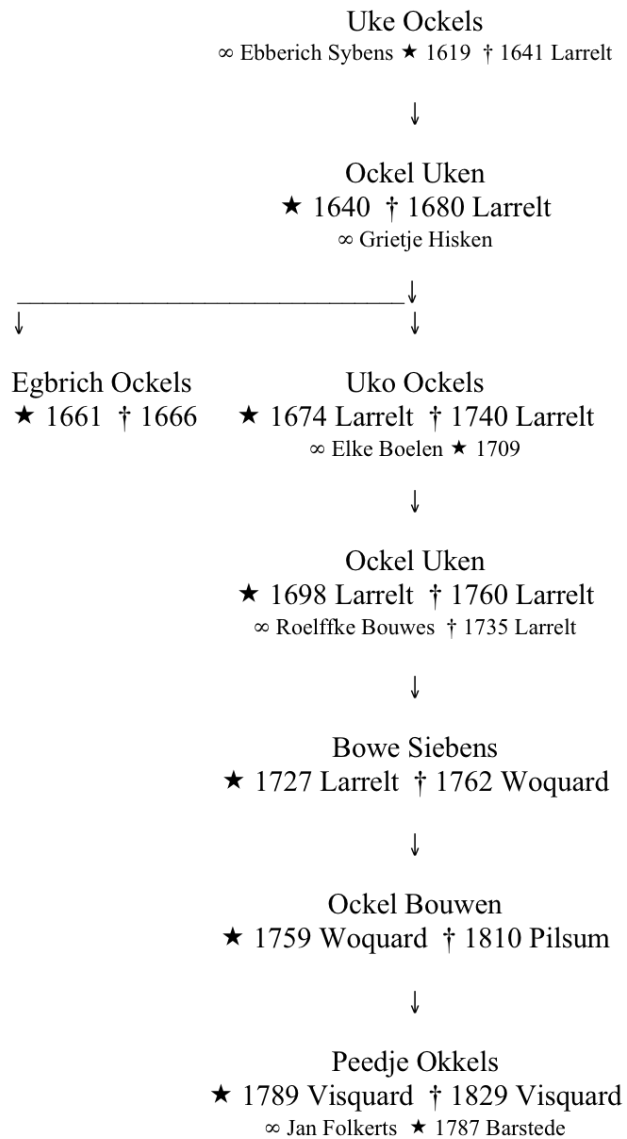 Uke Ockels
∞ Ebberich Sybens ★ 1619 † 1641 Larrelt
↓
Ockel Uken
★ 1640 † 1680 Larrelt
∞ Grietje Hisken
↓
↓ ↓
Egbrich Ockels Uko Ockels
★ 1661 † 1666 ★ 1674 Larrelt † 1740 Larrelt
∞ Elke Boelen ★ 1709
↓
Ockel Uken
★ 1698 Larrelt † 1760 Larrelt
∞ Roelffke Bouwes † 1735 Larrelt
↓
Bowe Siebens
★ 1727 Larrelt † 1762 Woquard
↓
Ockel Bouwen
★ 1759 Woquard † 1810 Pilsum
↓
Peedje Okkels
★ 1789 Visquard † 1829 Visquard
∞ Jan Folkerts ★ 1787 Barstede